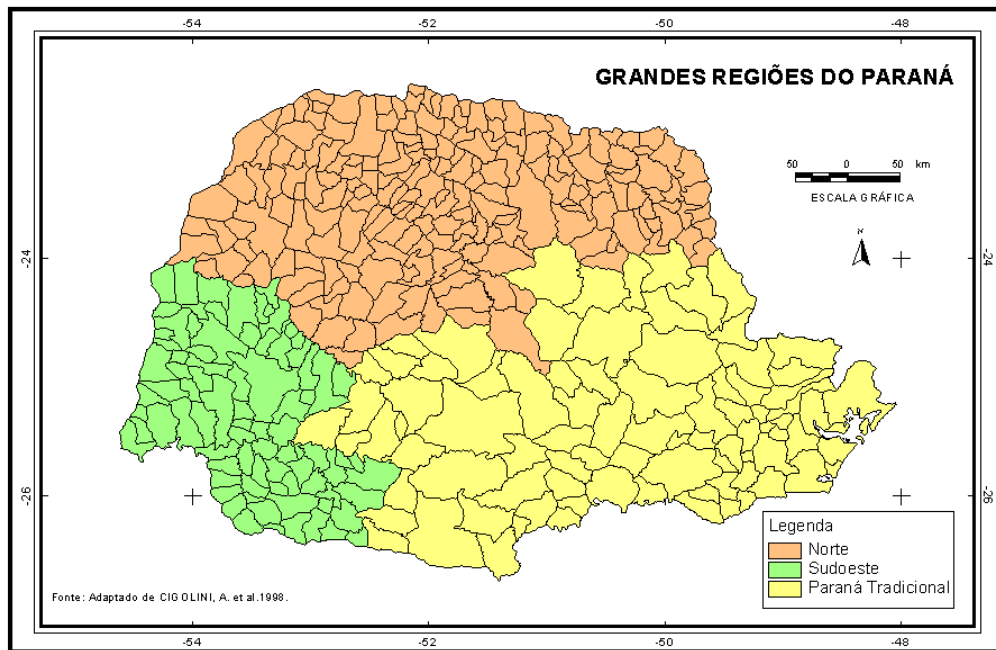 -54 -52 -50 -48
GRANDES REGIÕES DO PARANÁ
50 0 50 km
ESCALA GRÁFICA
N
-24 -24
-26 -26
Legenda
Norte
Sudoeste
Paraná Tradicional
Fonte: Adaptado de CIGOLINI, A. et al.1998.
-54 -52 -50 -48